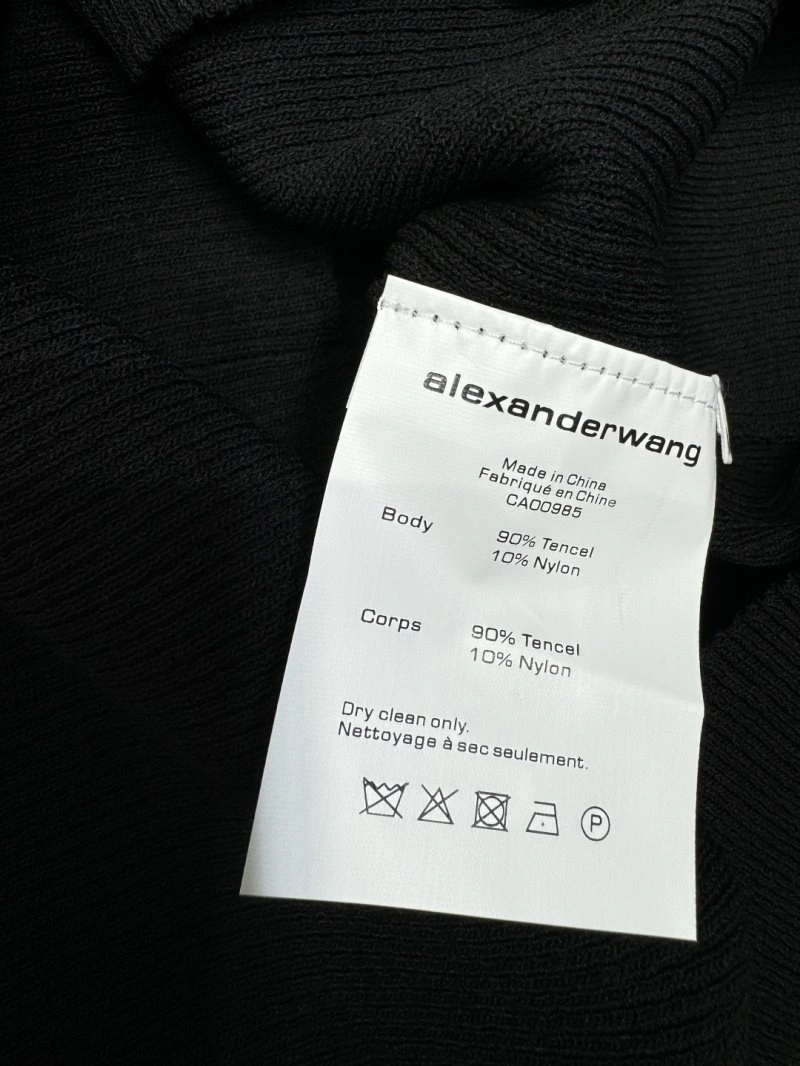 alexanderwang
Made in China
Fabriqué en Chine
CA00985
Body
90% Tencel
10% Nylon
Corps
90% Tencel
10% Nylon
Dry clean only.
Nettoyage à sec seulement.
P